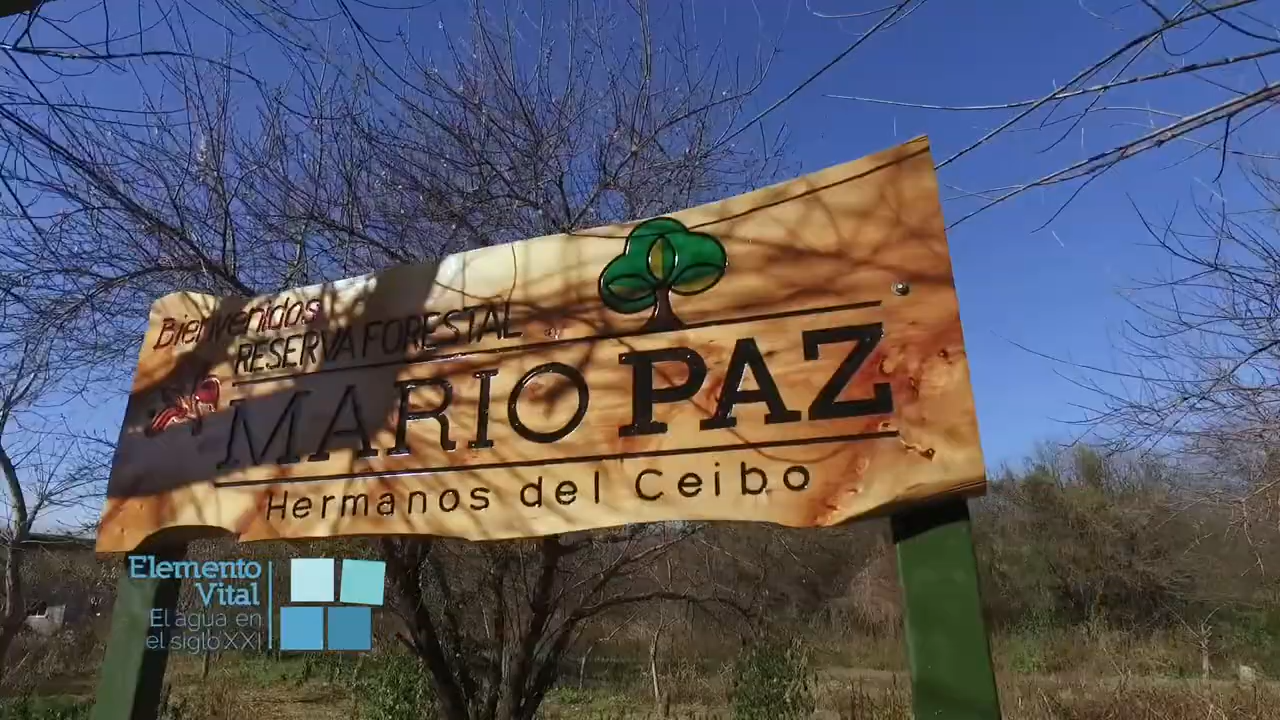 Bienvenidos
RESERVA FORESTAL
MARIO PAZ
Hermanos del Ceibo
Elemento
Vital
El agua en
el siglo XXI